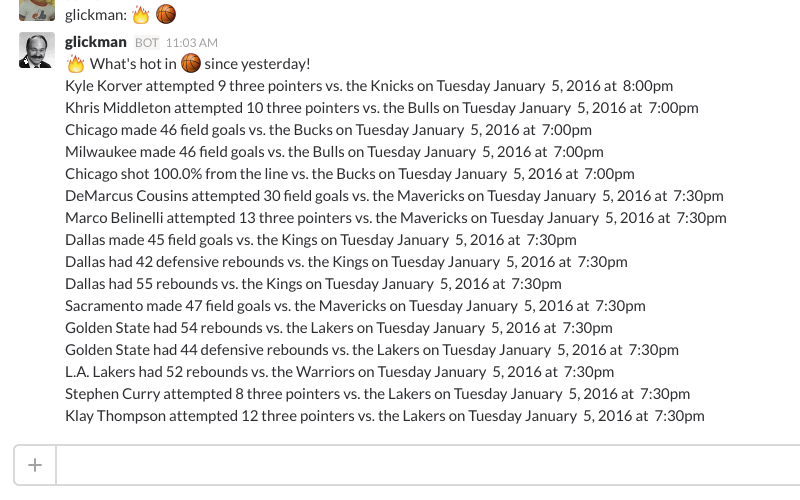 glickman: 🔥 🏀
glickman BOT 11:03 AM
🔥 What's hot in 🏀 since yesterday!
Kyle Korver attempted 9 three pointers vs. the Knicks on Tuesday January 5, 2016 at 8:00pm
Khris Middleton attempted 10 three pointers vs. the Bulls on Tuesday January 5, 2016 at 7:00pm
Chicago made 46 field goals vs. the Bucks on Tuesday January 5, 2016 at 7:00pm
Milwaukee made 46 field goals vs. the Bulls on Tuesday January 5, 2016 at 7:00pm
Chicago shot 100.0% from the line vs. the Bucks on Tuesday January 5, 2016 at 7:00pm
DeMarcus Cousins attempted 30 field goals vs. the Mavericks on Tuesday January 5, 2016 at 7:30pm
Marco Belinelli attempted 13 three pointers vs. the Mavericks on Tuesday January 5, 2016 at 7:30pm
Dallas made 45 field goals vs. the Kings on Tuesday January 5, 2016 at 7:30pm
Dallas had 42 defensive rebounds vs. the Kings on Tuesday January 5, 2016 at 7:30pm
Dallas had 55 rebounds vs. the Kings on Tuesday January 5, 2016 at 7:30pm
Sacramento made 47 field goals vs. the Mavericks on Tuesday January 5, 2016 at 7:30pm
Golden State had 54 rebounds vs. the Lakers on Tuesday January 5, 2016 at 7:30pm
Golden State had 44 defensive rebounds vs. the Lakers on Tuesday January 5, 2016 at 7:30pm
L.A. Lakers had 52 rebounds vs. the Warriors on Tuesday January 5, 2016 at 7:30pm
Stephen Curry attempted 8 three pointers vs. the Lakers on Tuesday January 5, 2016 at 7:30pm
Klay Thompson attempted 12 three pointers vs. the Lakers on Tuesday January 5, 2016 at 7:30pm